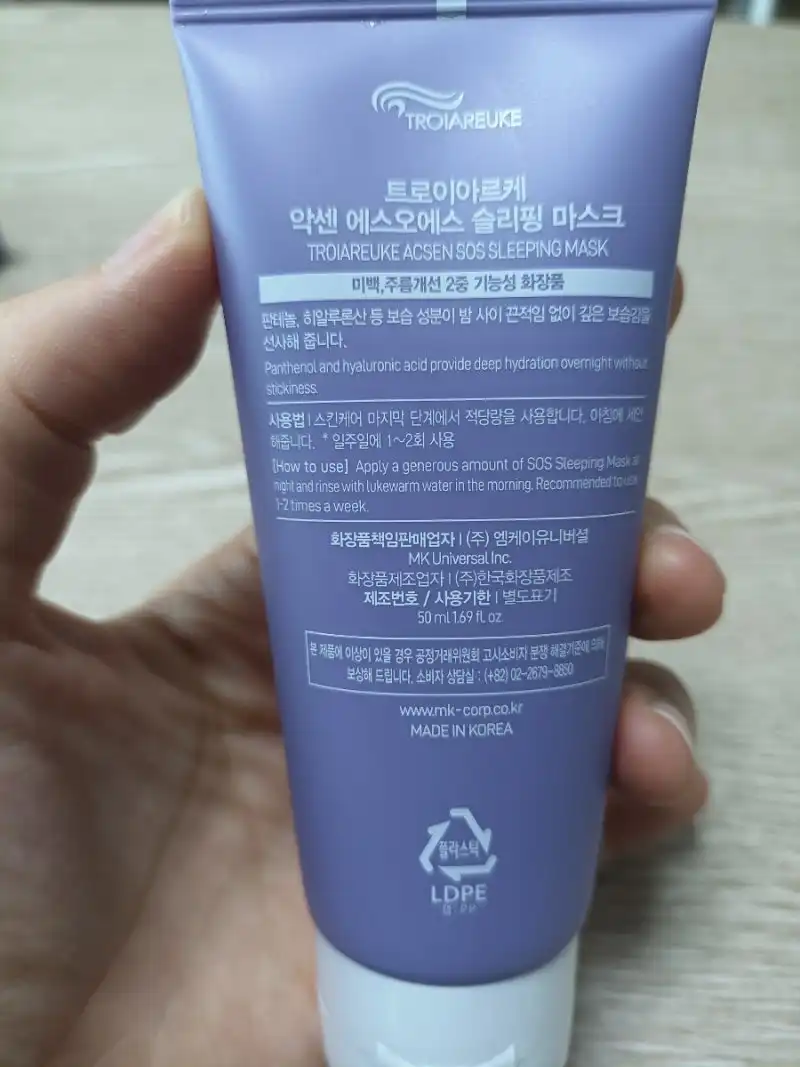 TROIAREUKE
트로이아르케
악센 에스오에스 슬리핑 마스크
TROIAREUKE ACSEN SOS SLEEPING MASK
미백,주름개선 2중 기능성 화장품
판테놀, 히알루론산 등 보습 성분이 밤 사이 끈적임 없이 깊은 보습감을
선사해 줍니다.
Panthenol and hyaluronic acid provide deep hydration overnight without
stickiness.
사용법 | 스킨케어 마지막 단계에서 적당량을 사용합니다. 아침에 세안
해줍니다. * 일주일에 1~2회 사용
[How to use] Apply a generous amount of SOS Sleeping Mask at
night and rinse with lukewarm water in the morning. Recommended to use
1-2 times a week.
화장품책임판매업자 | (주) 엠케이유니버셜
MK Universal Inc.
화장품제조업자 | (주)한국화장품제조
제조번호 / 사용기한 | 별도표기
50 ml 1.69 fl. oz
본 제품에 이상이 있을 경우 공정거래위원회 고시소비자 분쟁 해결기준에 의해
보상해 드립니다. 소비자 상담실 : (+82) 02-2679-8890
www.mk-corp.co.kr
MADE IN KOREA
플라스틱
LDPE
캡:PP